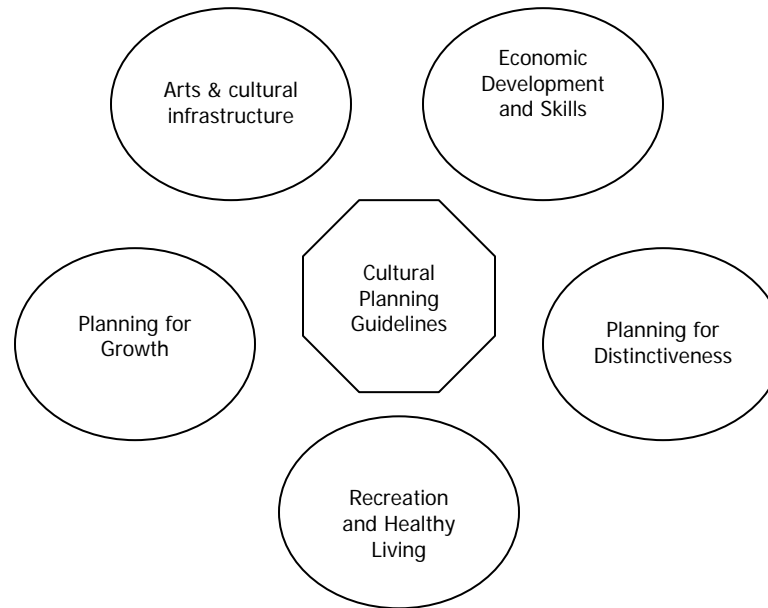 Arts & cultural
infrastructure
Economic
Development
and Skills
Cultural
Planning
Guidelines
Planning for
Growth
Planning for
Distinctiveness
Recreation
and Healthy
Living